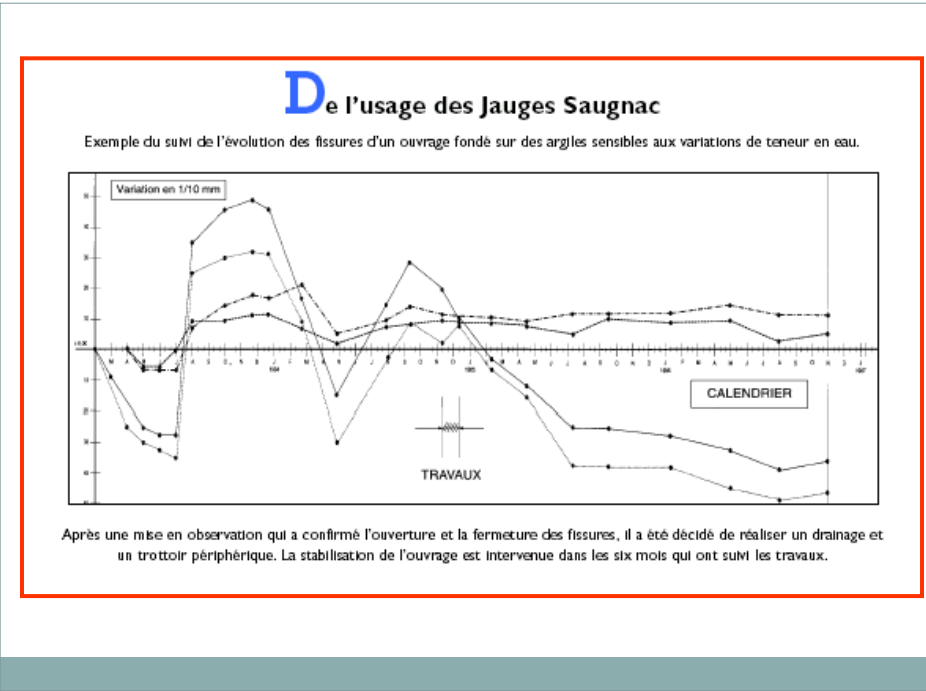 De l'usage des Jauges Saugnac
Exemple du suivi de l'évolution des fissures d'un ouvrage fondé sur des argiles sensibles aux variations de teneur en eau.
Variation en 1/10 mm
CALENDRIER
TRAVAUX
Après une mise en observation qui a confirmé l'ouverture et la fermeture des fissures, il a été décidé de réaliser un drainage et
un trottoir périphérique. La stabilisation de l'ouvrage est intervenue dans les six mois qui ont suivi les travaux.